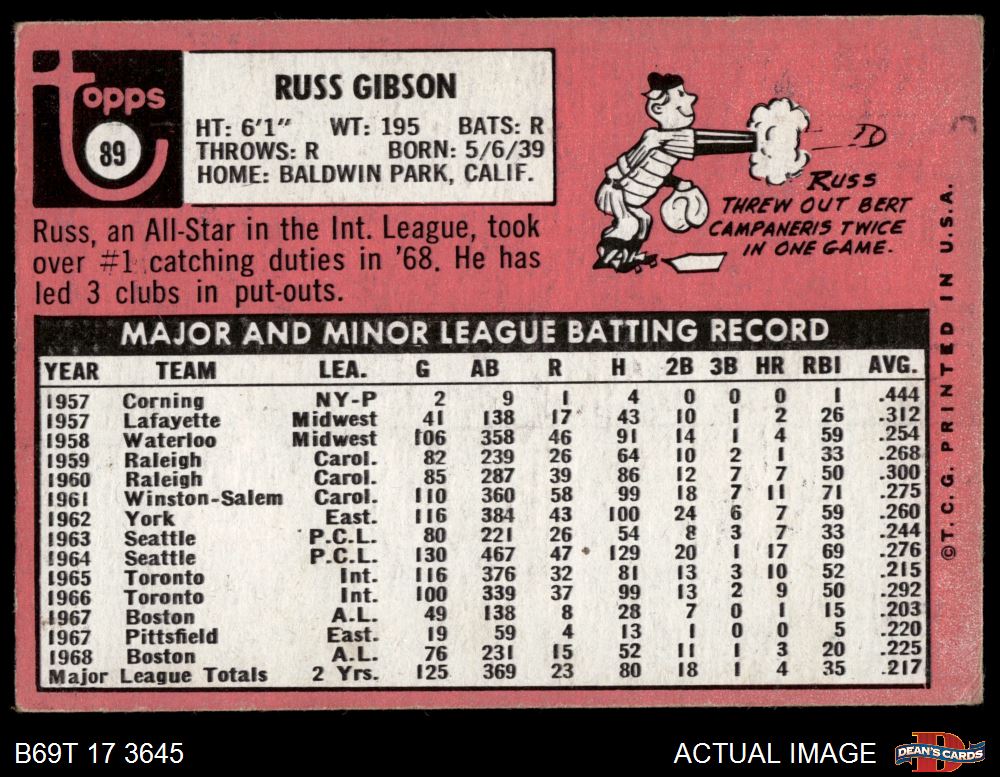 topps
89
RUSS GIBSON
HT: 6'1" WT: 195 BATS: R
THROWS: R BORN: 5/6/39
HOME: BALDWIN PARK, CALIF.
RUSS
THREW OUT BERT
CAMPANERIS TWICE
IN ONE GAME.
Russ, an All-Star in the Int. League, took
over #1 catching duties in '68. He has
led 3 clubs in put-outs.
MAJOR AND MINOR LEAGUE BATTING RECORD
YEAR TEAM LEA. G AB R H 2B 3B HR RBI AVG.
1957 Corning NY-P 2 9 1 4 0 0 0 1 .444
1957 Lafayette Midwest 41 138 17 43 10 1 2 26 .312
1958 Waterloo Midwest 106 358 46 91 14 1 4 59 .254
1959 Raleigh Carol. 82 239 26 64 10 2 1 33 .268
1960 Raleigh Carol. 85 287 39 86 12 7 7 50 .300
1961 Winston-Salem Carol. 110 360 58 99 18 7 11 71 .275
1962 York East. 116 384 43 100 24 6 7 59 .260
1963 Seattle P.C.L. 80 221 26 54 8 3 7 33 .244
1964 Seattle P.C.L. 130 467 47 129 20 1 17 69 .276
1965 Toronto Int. 116 376 32 81 13 3 10 52 .215
1966 Toronto Int. 100 339 37 99 13 2 9 50 .292
1967 Boston A.L. 49 138 8 28 7 0 1 15 .203
1967 Pittsfield East. 19 59 4 13 1 0 0 5 .220
1968 Boston A.L. 76 231 15 52 11 1 3 20 .225
Major League Totals 2 Yrs. 125 369 23 80 18 1 4 35 .217
©T.C.G. PRINTED IN U.S.A.
B69T 17 3645
ACTUAL IMAGE
DEAN'S CARDS